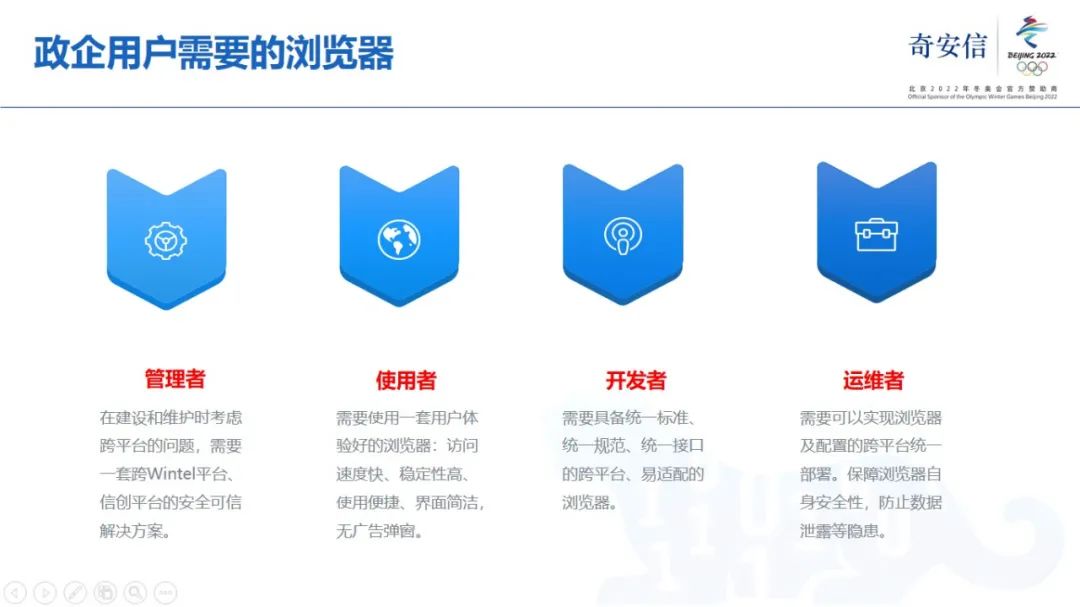 政企用户需要的浏览器
奇安信
BEIJING 2022
北京2022年冬奥会官方赞助商
Official Sponsor of the Olympic Winter Games Beijing 2022
管理者
在建设和维护时考虑
跨平台的问题，需要
一套跨Wintel平台、
信创平台的安全可信
解决方案。
使用者
需要使用一套用户体
验好的浏览器：访问
速度快、稳定性高、
使用便捷、界面简洁，
无广告弹窗。
开发者
需要具备统一标准、
统一规范、统一接口
的跨平台、易适配的
浏览器。
运维者
需要可以实现浏览器
及配置的跨平台统一
部署。保障浏览器自
身安全性，防止数据
泄露等隐患。